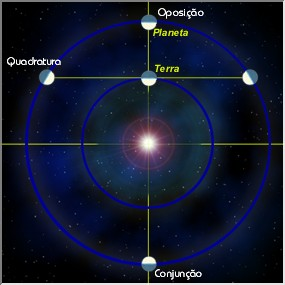 Oposição
Planeta
Quadratura
Terra
Conjunção